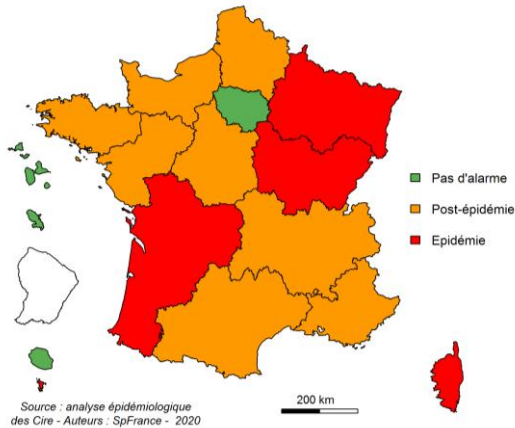 Pas d'alarme
Post-épidémie
Epidémie
200 km
Source : analyse épidémiologique
des Cire - Auteurs : SpFrance - 2020